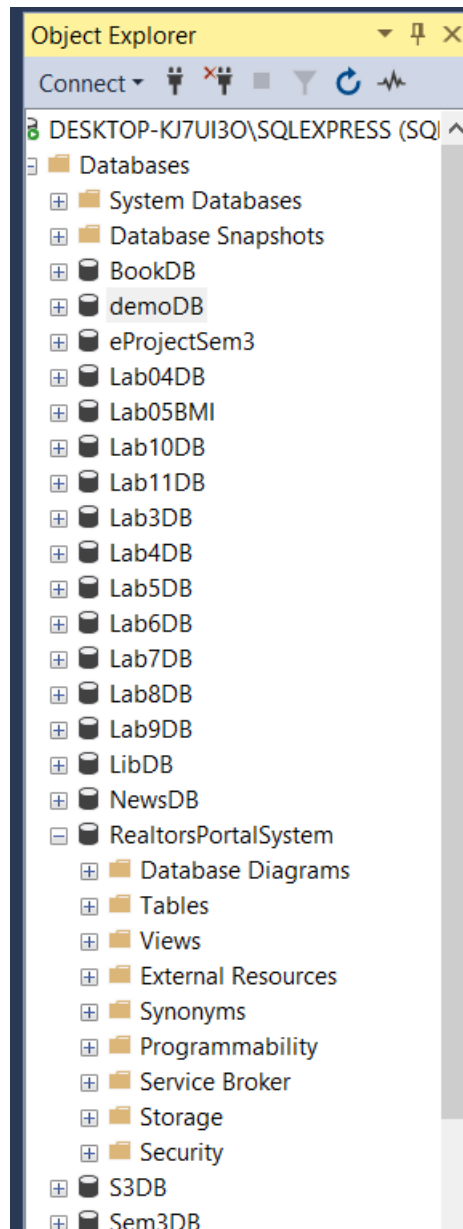 Object Explorer
Connect
DESKTOP-KJ7UI3O\SQLEXPRESS (SQL
Databases
System Databases
Database Snapshots
BookDB
demoDB
eProjectSem3
Lab04DB
Lab05BMI
Lab10DB
Lab11DB
Lab3DB
Lab4DB
Lab5DB
Lab6DB
Lab7DB
Lab8DB
Lab9DB
LibDB
NewsDB
RealtorsPortalSystem
Database Diagrams
Tables
Views
External Resources
Synonyms
Programmability
Service Broker
Storage
Security
S3DB
Sem3DB